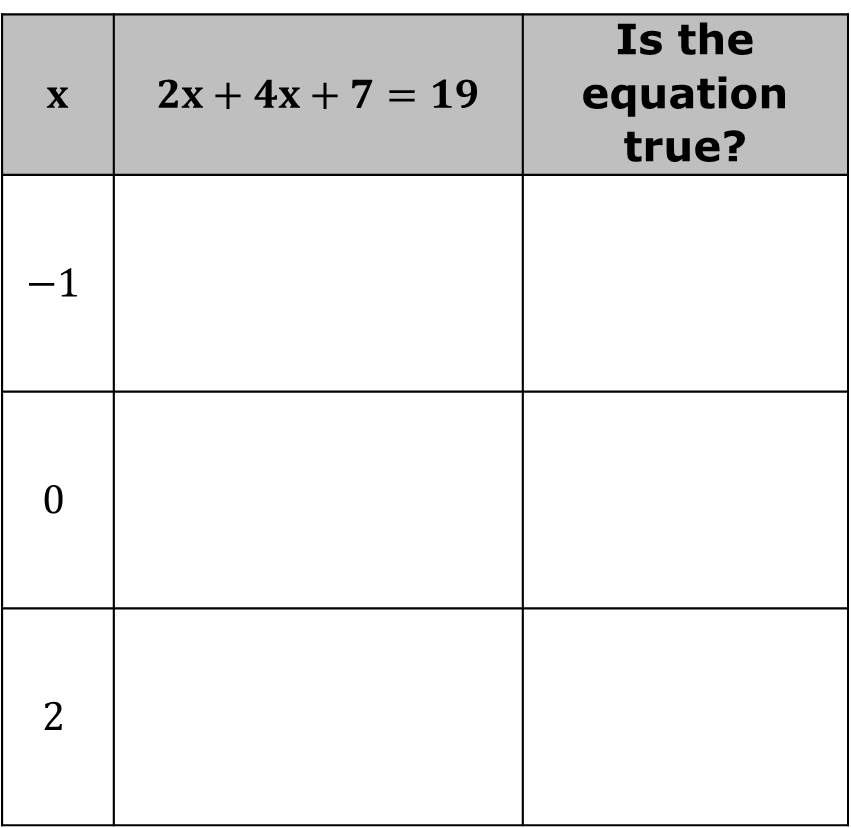 x
2x + 4x + 7 = 19
Is the
equation
true?
−1
0
2